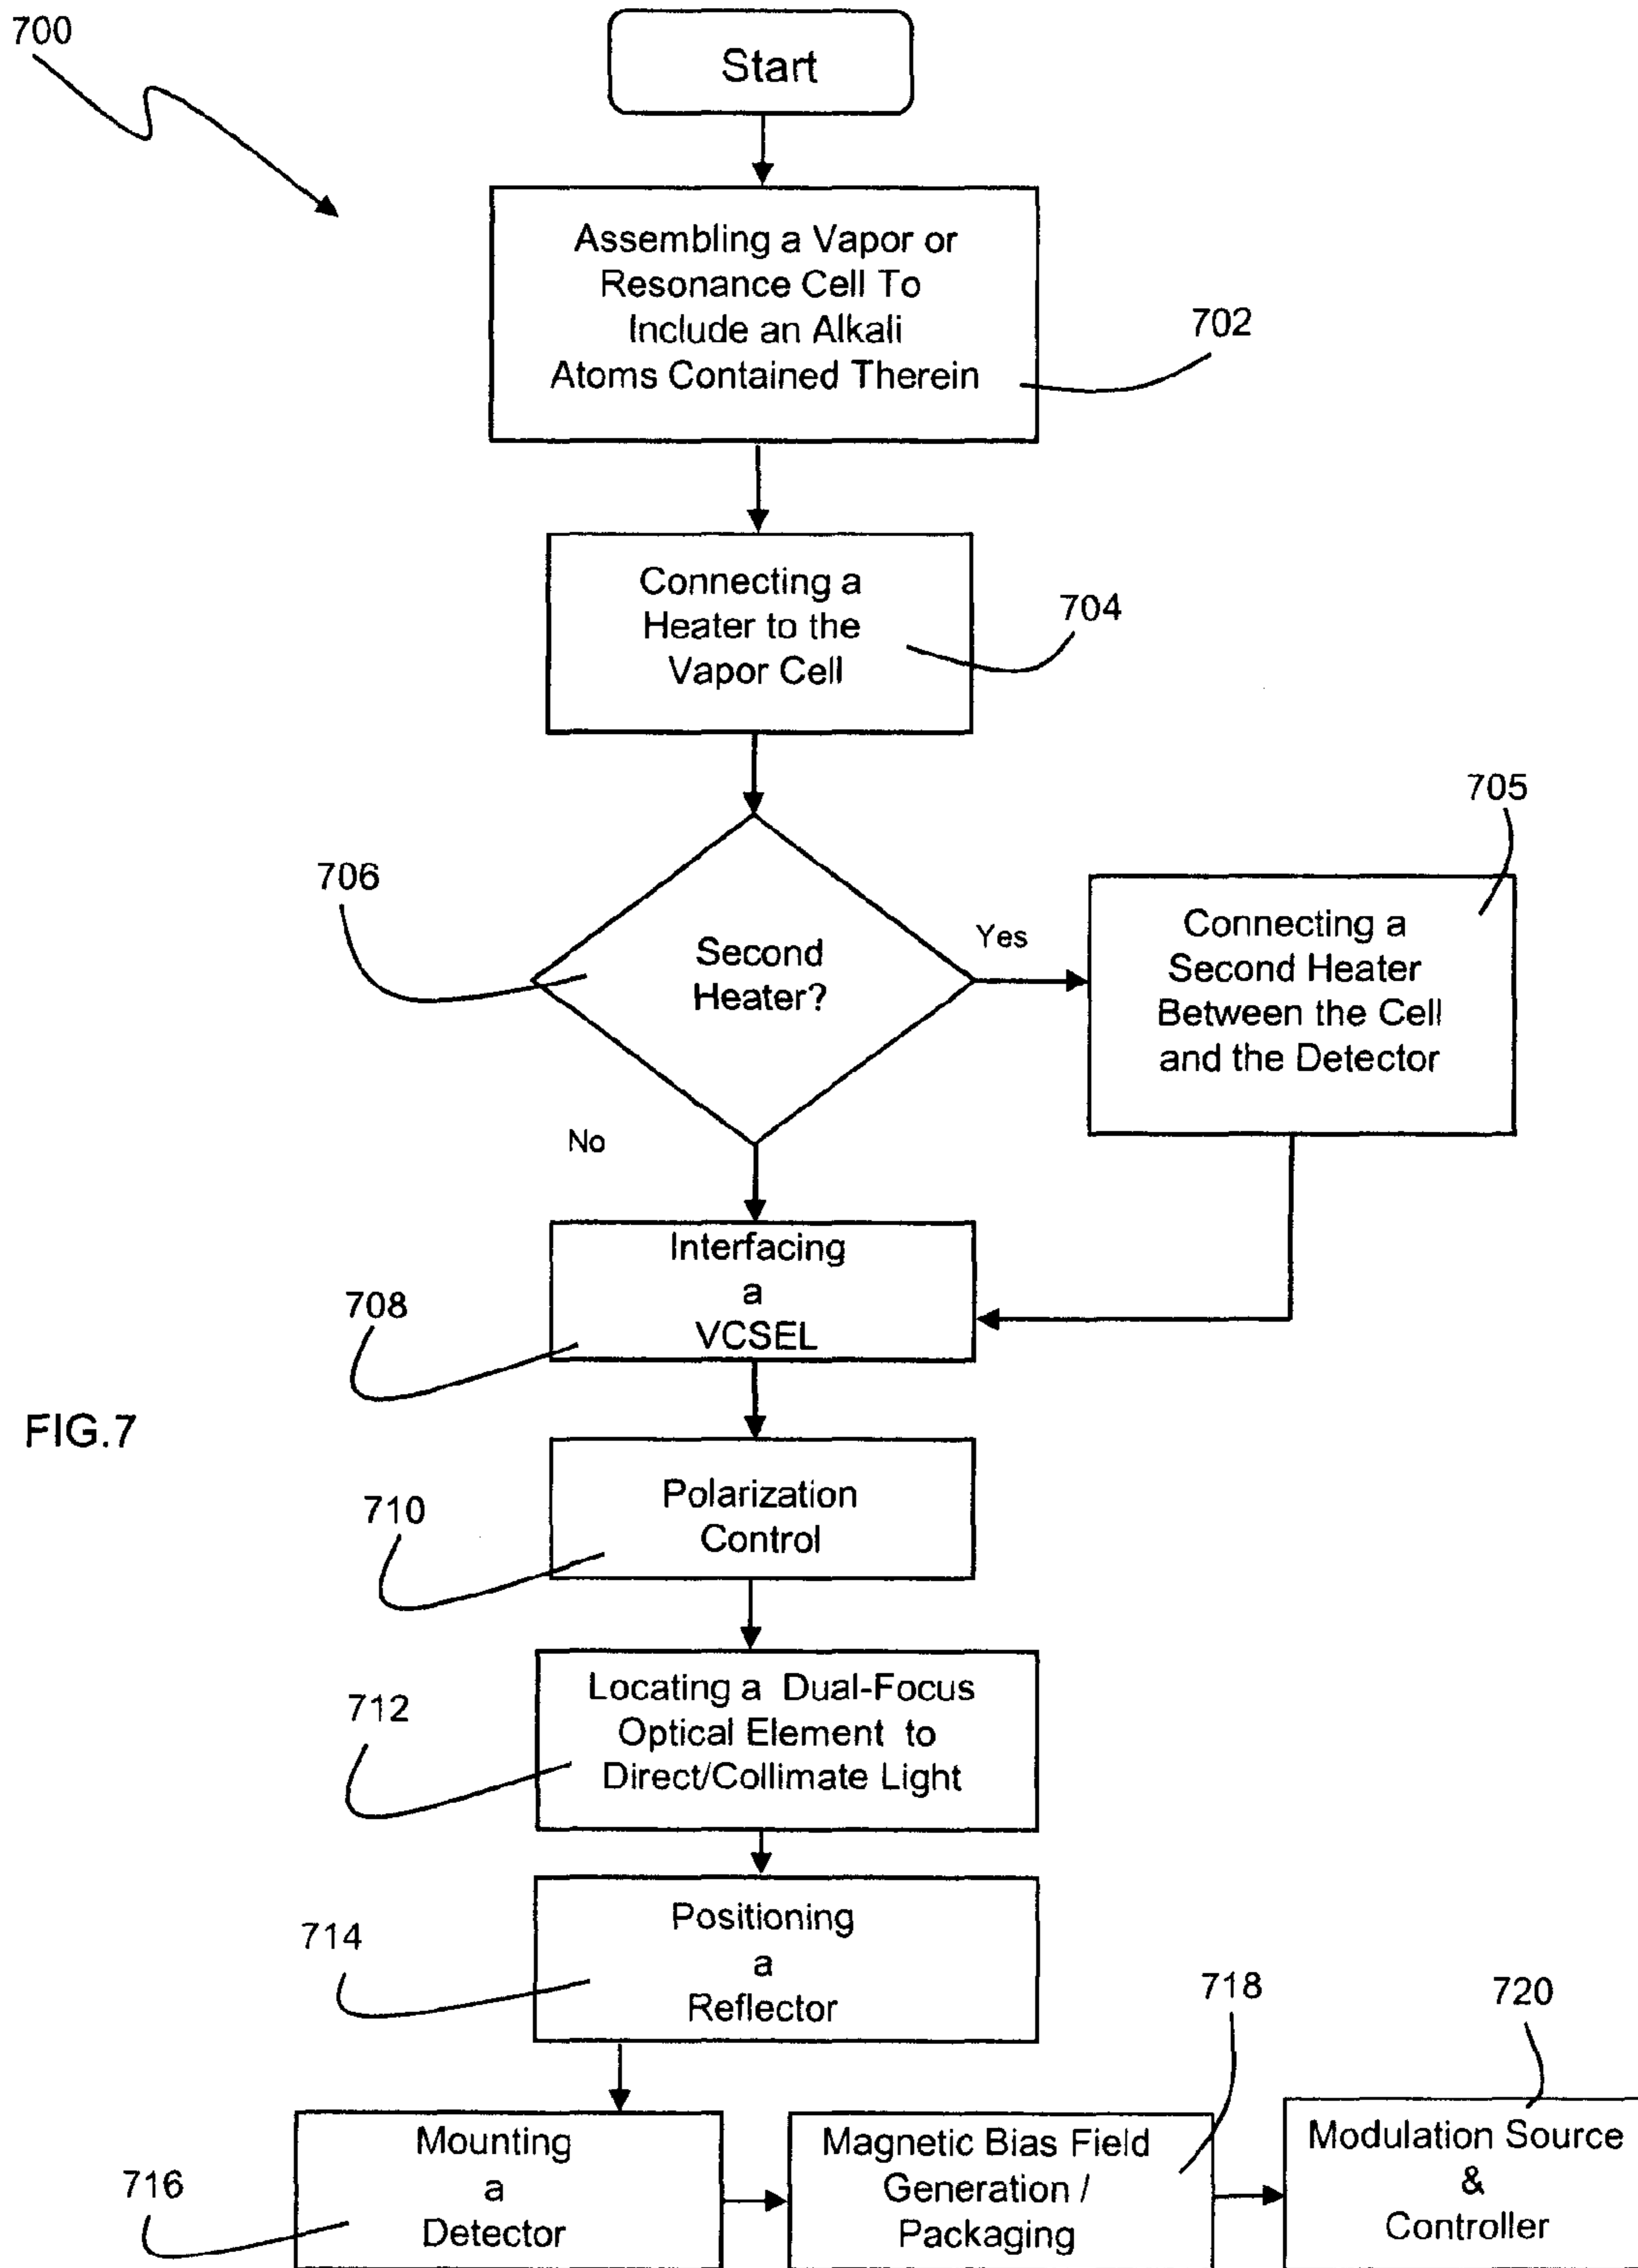 700
Start
Assembling a Vapor or
Resonance Cell To
Include an Alkali
Atoms Contained Therein
702
Connecting a
Heater to the
Vapor Cell
704
705
706
Second
Heater?
Yes
Connecting a
Second Heater
Between the Cell
and the Detector
No
Interfacing
a
VCSEL
708
FIG.7
Polarization
Control
710
Locating a Dual-Focus
Optical Element to
Direct/Collimate Light
712
Positioning
a
Reflector
714
718
720
Mounting
a
Detector
716
Magnetic Bias Field
Generation /
Packaging
Modulation Source
&
Controller